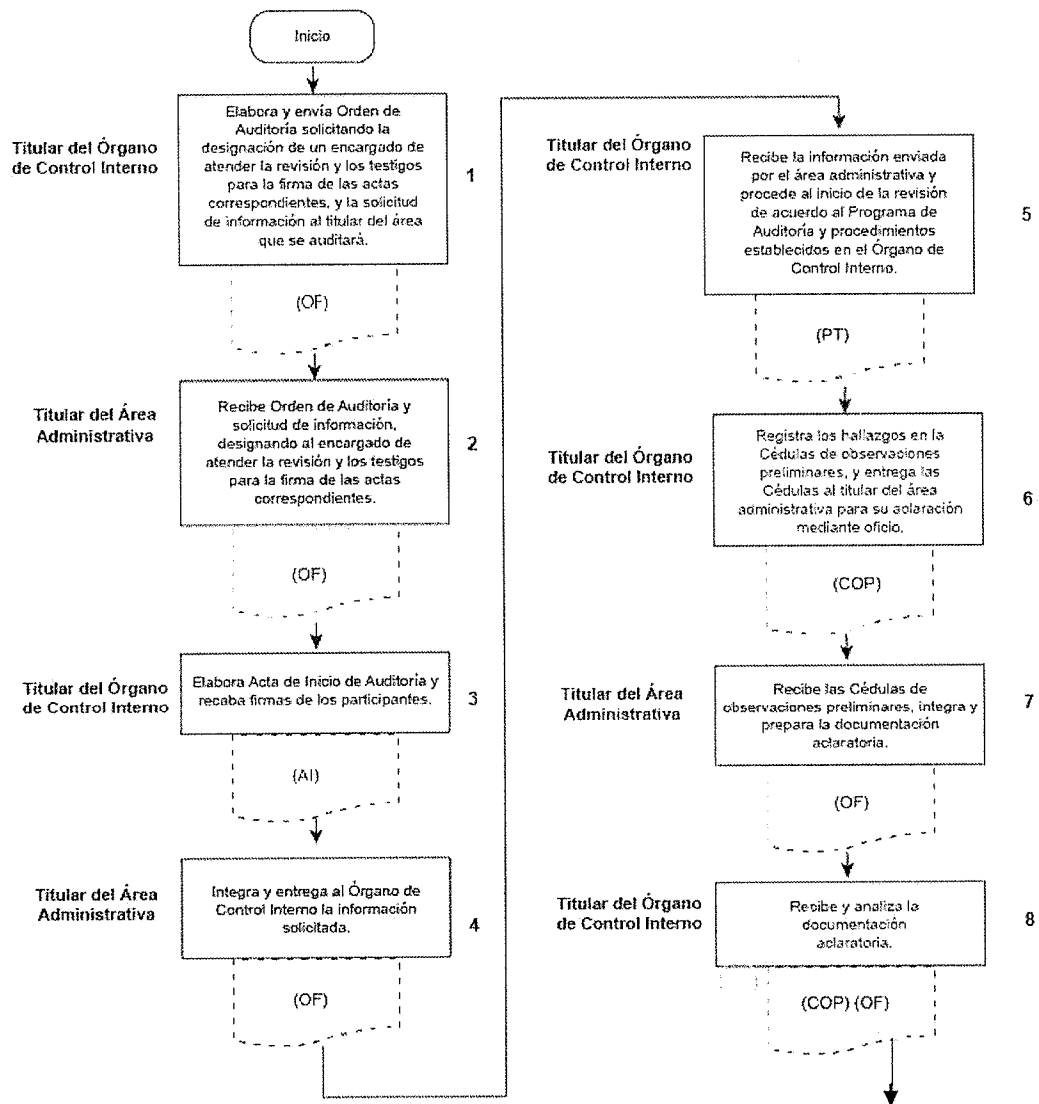 Inicio
Titular del Órgano
de Control Interno
Elabora y envía Orden de
Auditoría solicitando la
designación de un encargado de
atender la revisión y los testigos
para la firma de las actas
correspondientes, y la solicitud
de información al titular del área
que se auditará.
1
(OF)
Titular del Área
Administrativa
Recibe Orden de Auditoría y
solicitud de información,
designando al encargado de
atender la revisión y los testigos
para la firma de las actas
correspondientes.
2
(OF)
Titular del Órgano
de Control Interno
Elabora Acta de Inicio de Auditoría y
recaba firmas de los participantes.
3
(AI)
Titular del Área
Administrativa
Integra y entrega al Órgano de
Control Interno la información
solicitada.
4
(OF)
Titular del Órgano
de Control Interno
Recibe la información enviada
por el área administrativa y
procede al inicio de la revisión
de acuerdo al Programa de
Auditoría y procedimientos
establecidos en el Órgano de
Control Interno.
5
(PT)
Titular del Órgano
de Control Interno
Registra los hallazgos en la
Cédulas de observaciones
preliminares, y entrega las
Cédulas al titular del área
administrativa para su aclaración
mediante oficio.
6
(COP)
Titular del Área
Administrativa
Recibe las Cédulas de
observaciones preliminares, integra y
prepara la documentación
aclaratoria.
7
(OF)
Titular del Órgano
de Control Interno
Recibe y analiza la
documentación
aclaratoria.
8
(COP) (OF)